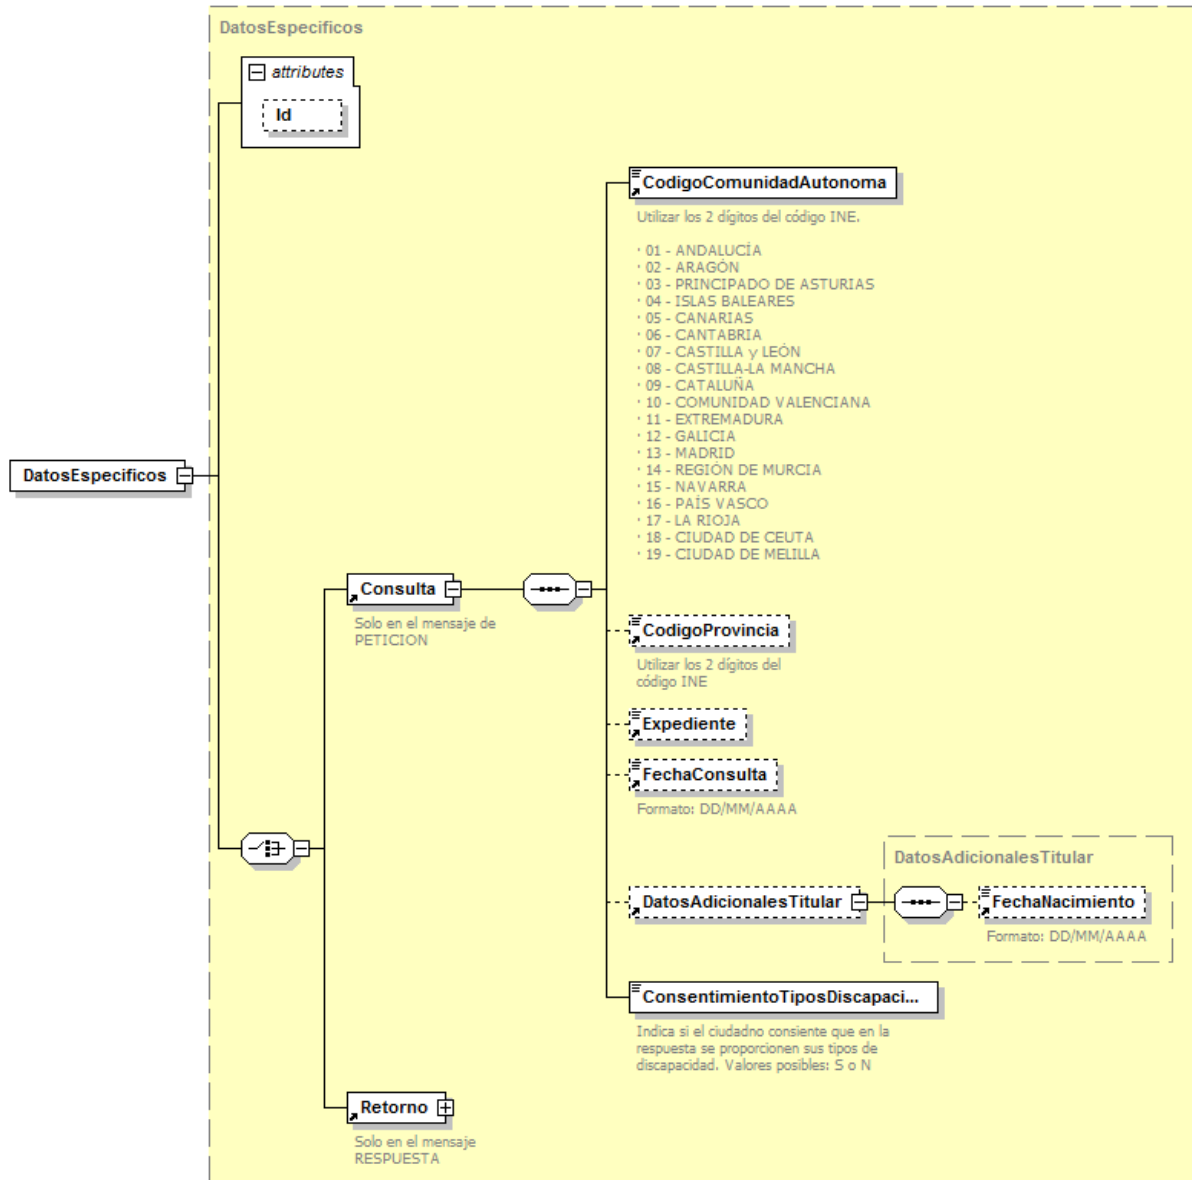 DatosEspecificos
attributes
Id
CodigoComunidadAutonoma
Utilizar los 2 dígitos del código INE.
· 01 - ANDALUCÍA
· 02 - ARAGÓN
· 03 - PRINCIPADO DE ASTURIAS
· 04 - ISLAS BALEARES
· 05 - CANARIAS
· 06 - CANTABRIA
· 07 - CASTILLA y LEÓN
· 08 - CASTILLA-LA MANCHA
· 09 - CATALUÑA
· 10 - COMUNIDAD VALENCIANA
· 11 - EXTREMADURA
· 12 - GALICIA
· 13 - MADRID
· 14 - REGIÓN DE MURCIA
· 15 - NAVARRA
· 16 - PAÍS VASCO
· 17 - LA RIOJA
· 18 - CIUDAD DE CEUTA
· 19 - CIUDAD DE MELILLA
DatosEspecificos
Consulta
Solo en el mensaje de
PETICION
CodigoProvincia
Utilizar los 2 dígitos del
código INE
Expediente
FechaConsulta
Formato: DD/MM/AAAA
DatosAdicionalesTitular
DatosAdicionalesTitular
FechaNacimiento
Formato: DD/MM/AAAA
ConsentimientoTiposDiscapaci...
Indica si el ciudadno consiente que en la
respuesta se proporcionen sus tipos de
discapacidad. Valores posibles: S o N
Retorno
Solo en el mensaje
RESPUESTA